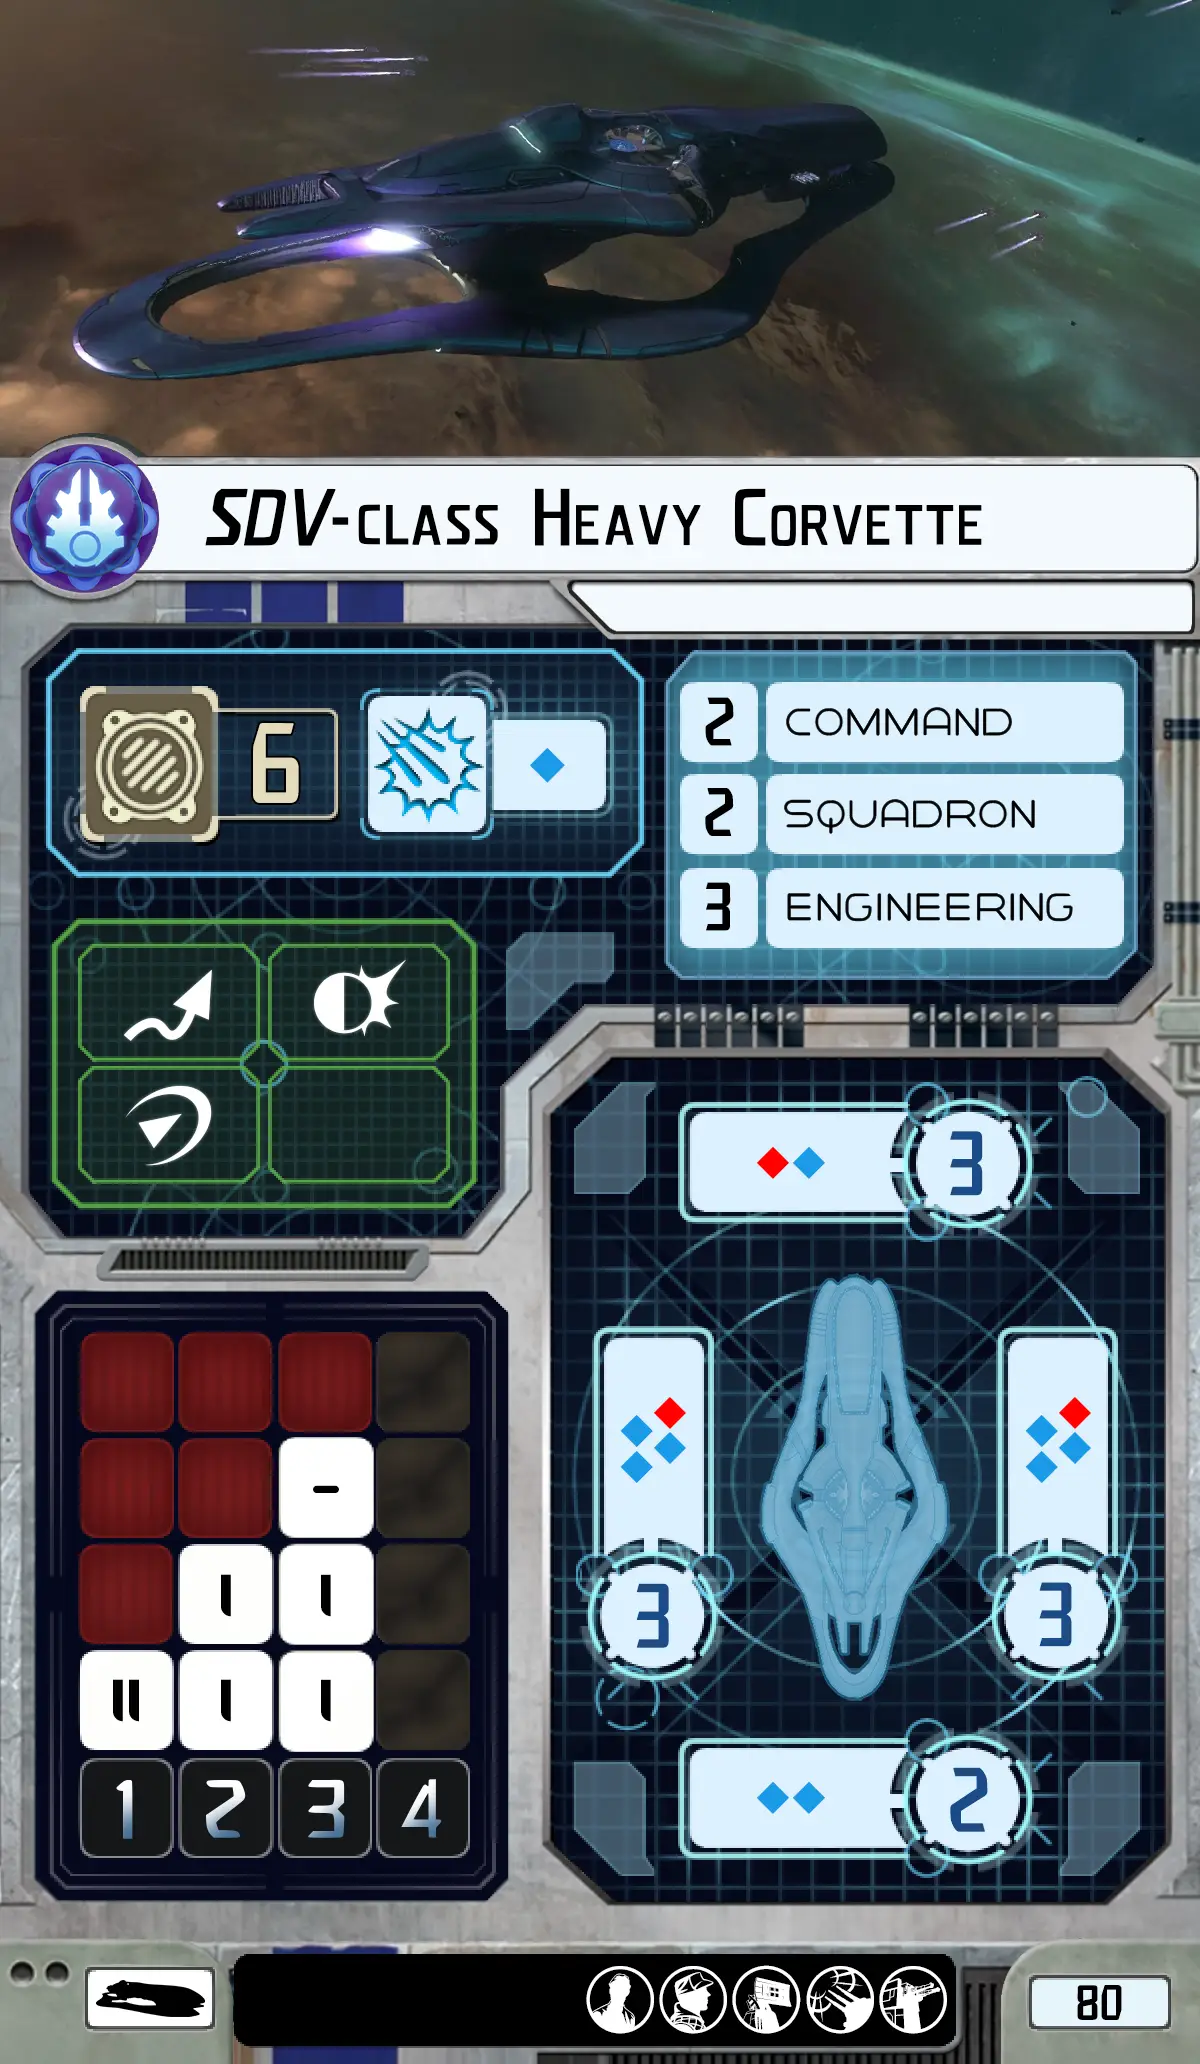 SDV-CLASS HEAVY CORVETTE
6
2 COMMAND
2 SQUADRON
3 ENGINEERING
3
3 3
2
-
I I
II I I
1 2 3 4
80